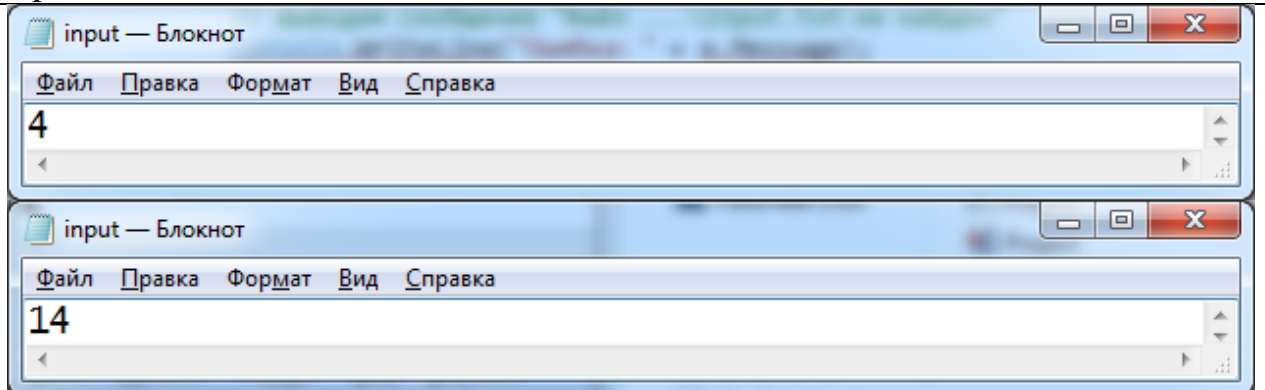 input — Блокнот
Файл Правка Формат Вид Справка
4
input — Блокнот
Файл Правка Формат Вид Справка
14